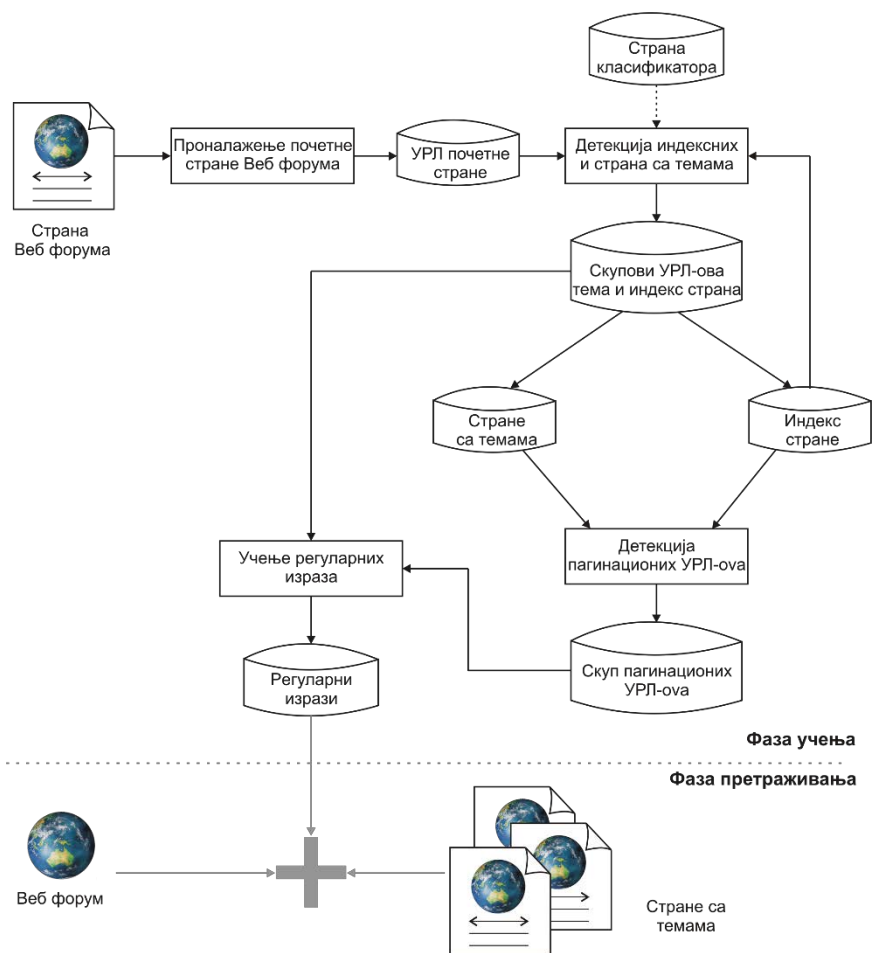 Страна
класификатора
Проналажење почетне
стране Веб форума
УРЛ почетне
стране
Детекција индексних
и страна са темама
Страна
Веб форума
Скупови УРЛ-ова
тема и индекс страна
Стране
са темама
Индекс
стране
Учење регуларних
израза
Детекција
пагинационих УРЛ-ova
Регуларни
изрази
Скуп пагинационих
УРЛ-ova
Фаза учења
Фаза претраживања
Веб форум
Стране са
темама